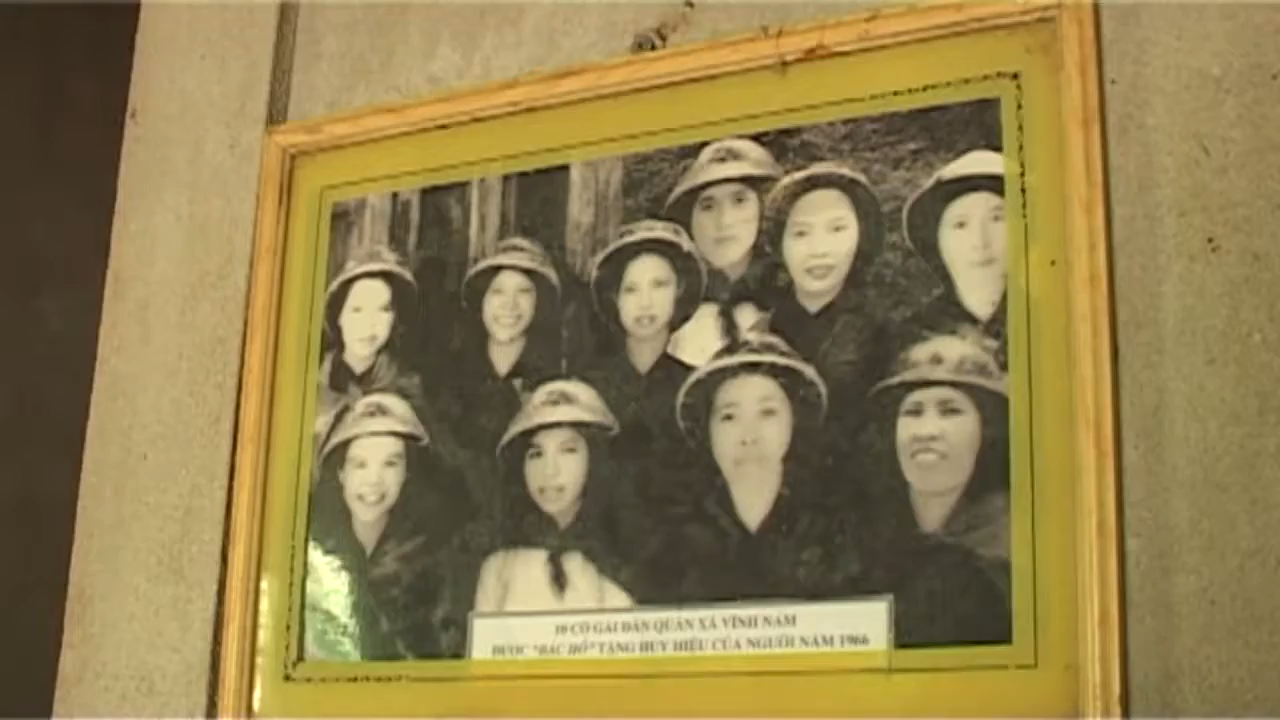 10 CÔ GÁI DÂN QUÂN XÃ VĨNH NAM
ĐƯỢC "BÁC HỒ" TẶNG HUY HIỆU CỦA NGƯỜI NĂM 1966